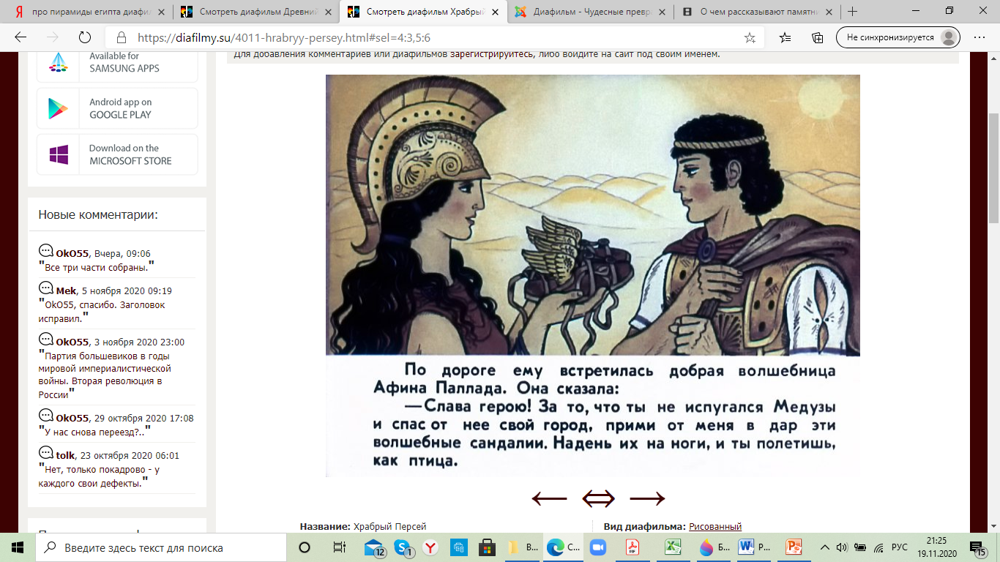 про пирамиды египта диафил
Смотреть диафильм Древний
Смотреть диафильм Храбрый
Диафильм - Чудесные превр
О чем рассказывают памятни
https://diafilmy.su/4011-hrabryy-persey.html#sel=4:3,5:6
Не синхронизируется
Для добавления комментариев или диафильмов зарегистрируйтесь, либо войдите на сайт под своим именем.
Available for
SAMSUNG APPS
Android app on
GOOGLE PLAY
Download on the
MICROSOFT STORE
Новые комментарии:
OkO55, Вчера, 09:06
"Все три части собраны."
Mek, 5 ноября 2020 09:19
"OkO55, спасибо. Заголовок
исправил."
OkO55, 3 ноября 2020 23:00
"Партия большевиков в годы
мировой империалистической
войны. Вторая революция в
России"
OkO55, 29 октября 2020 17:08
"У нас снова переезд?.."
tolk, 23 октября 2020 06:01
"Нет, только покадрово - у
каждого свои дефекты."
По дороге ему встретилась добрая волшебница
Афина Паллада. Она сказала:
—Слава герою! За то, что ты не испугался Медузы
и спас от нее свой город, прими от меня в дар эти
волшебные сандалии. Надень их на ноги, и ты полетишь,
как птица.
Название: Храбрый Персей
Вид диафильма: Рисованный
Введите здесь текст для поиска
12
1
В...
С...
Б...
Р...
P...
РУС
21:25
19.11.2020
15